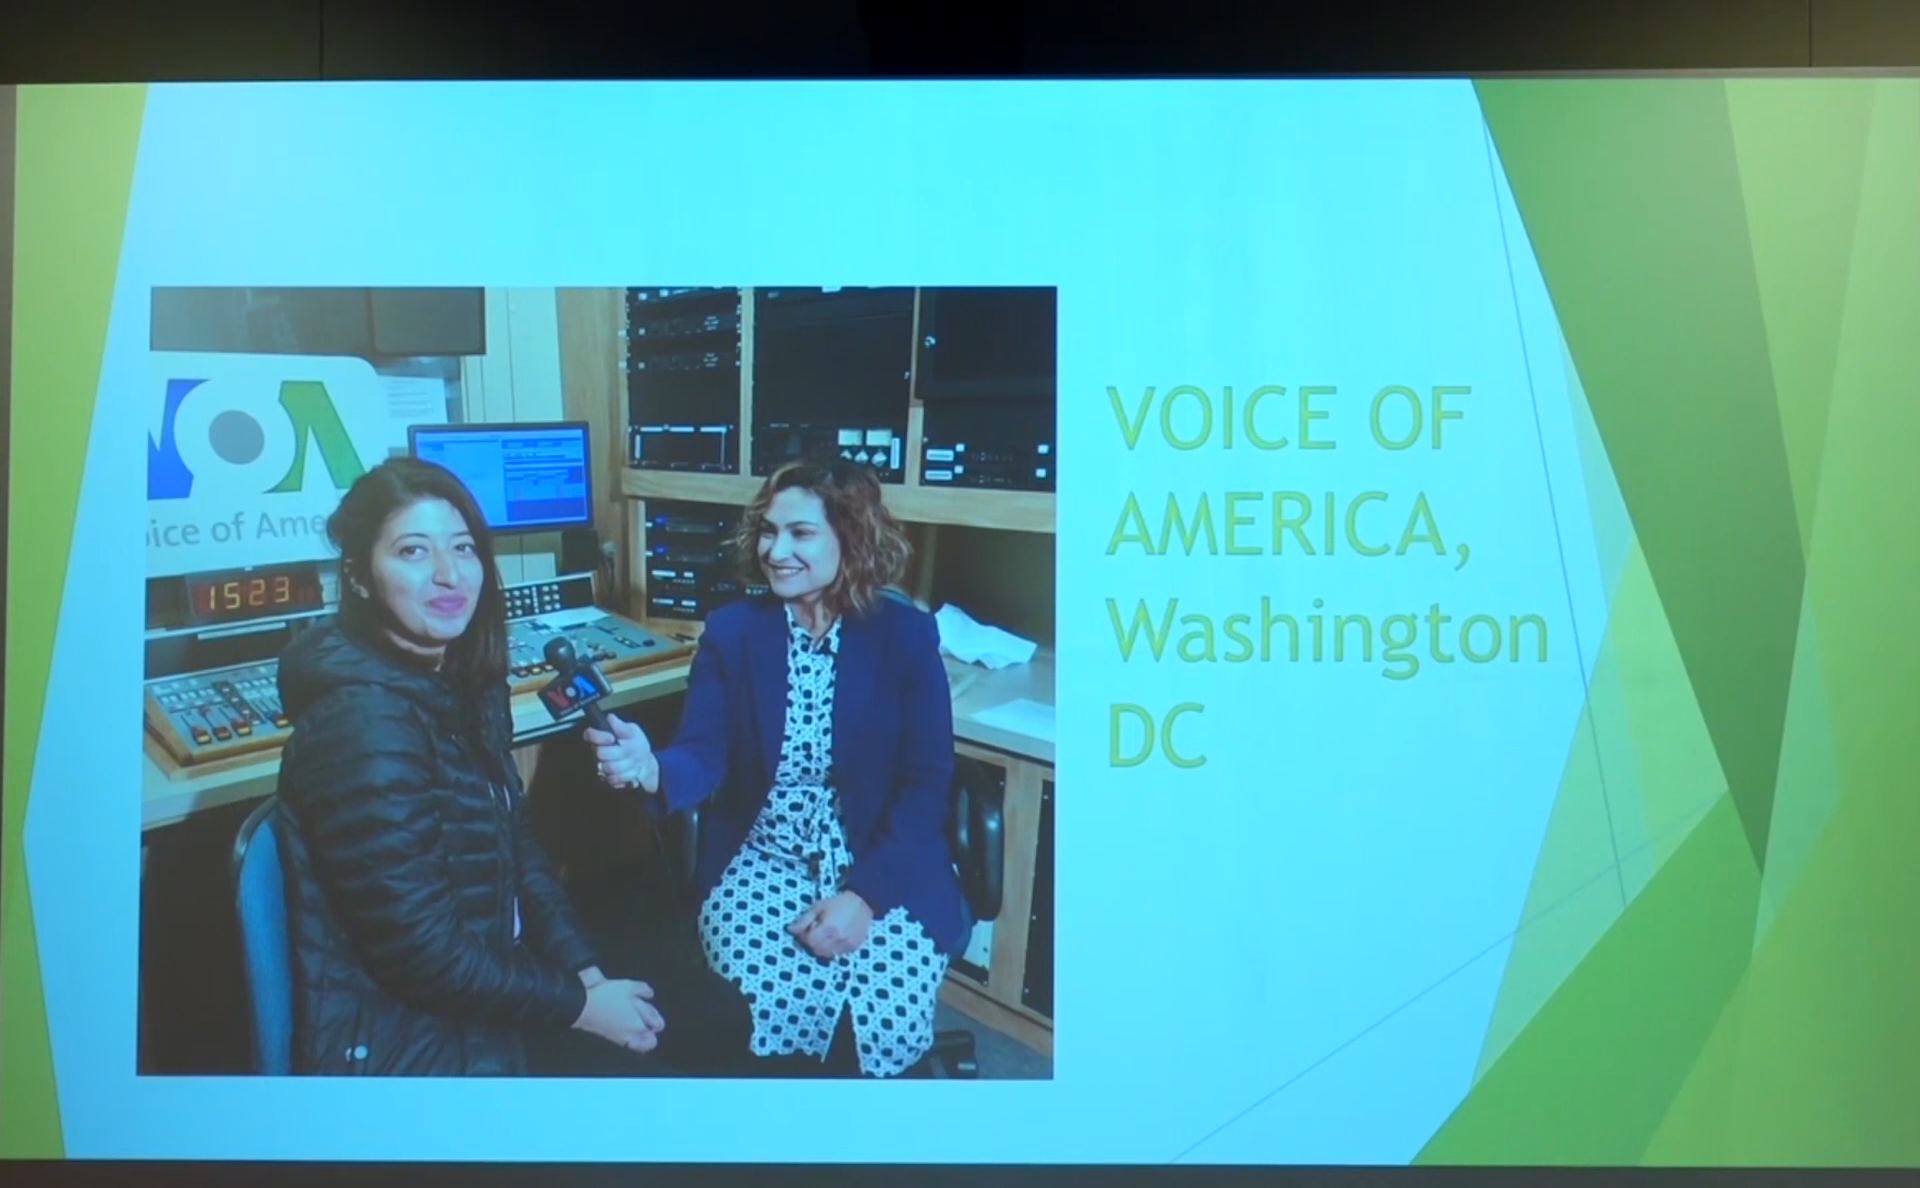 VOA
oice of Ame
1523
VOA
VOICE OF
AMERICA,
Washington
DC